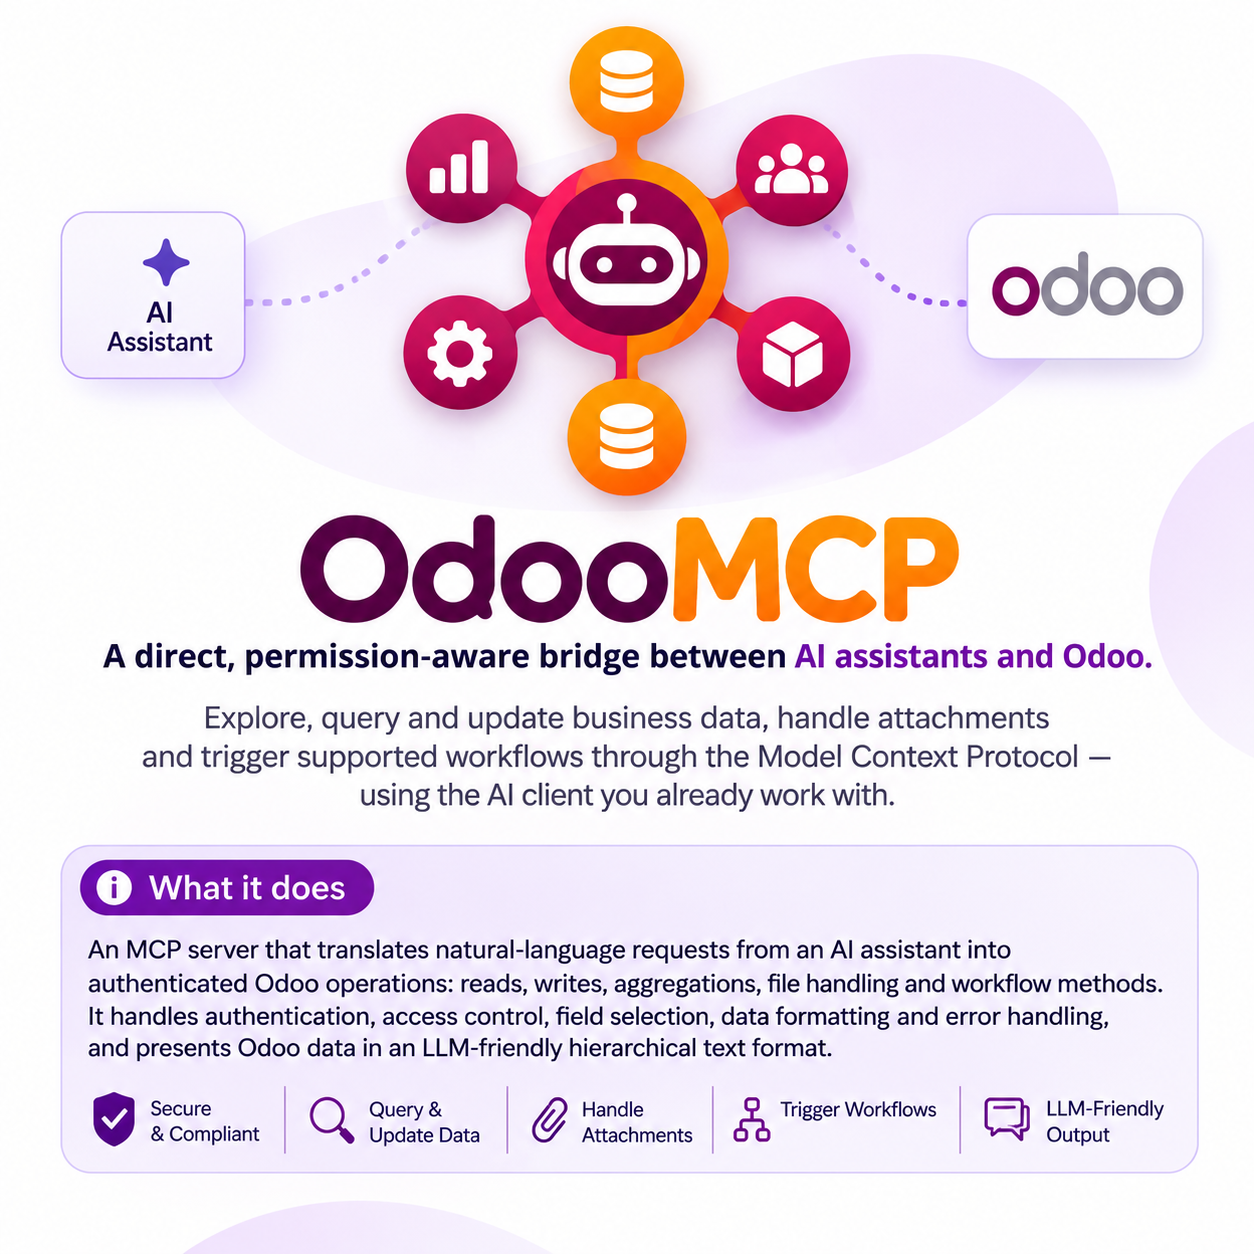 AI
Assistant
odoo
OdooMCP
A direct, permission-aware bridge between AI assistants and Odoo.
Explore, query and update business data, handle attachments
and trigger supported workflows through the Model Context Protocol —
using the AI client you already work with.
What it does
An MCP server that translates natural-language requests from an AI assistant into
authenticated Odoo operations: reads, writes, aggregations, file handling and workflow methods.
It handles authentication, access control, field selection, data formatting and error handling,
and presents Odoo data in an LLM-friendly hierarchical text format.
Secure
& Compliant
Query &
Update Data
Handle
Attachments
Trigger Workflows
LLM-Friendly
Output